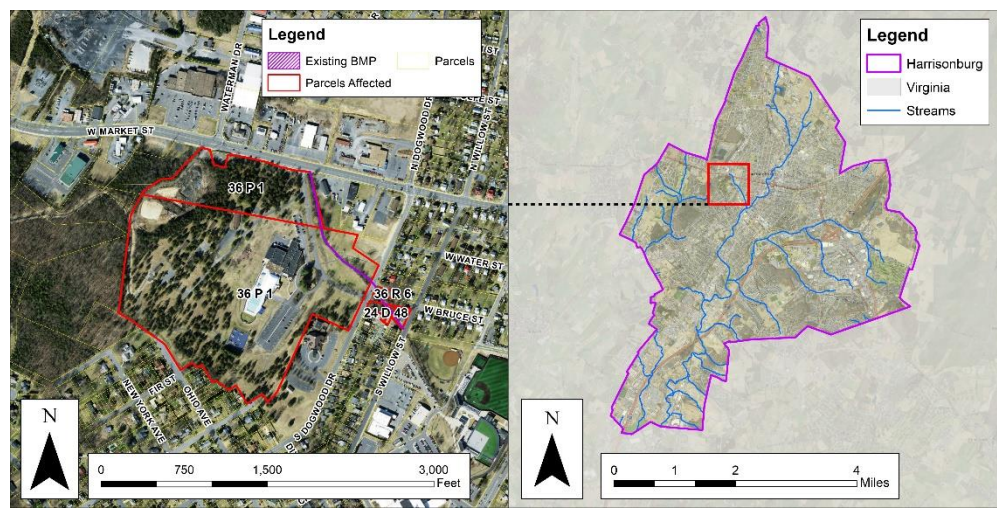 Legend
Existing BMP
Parcels
Parcels Affected
WATERMAN DR
ST
W MARKET ST
N DOGWOOD DR
N WILLOW ST
36 P 1
36 P 1
W WATER ST
36 R 6
24 D 48
W BRUCE ST
S WILLOW ST
S DOGWOOD DR
FIR ST
OHIO AVE
NEW YORK AVE
N
0 750 1,500 3,000
Feet
Legend
Harrisonburg
Virginia
Streams
N
0 1 2 4
Miles